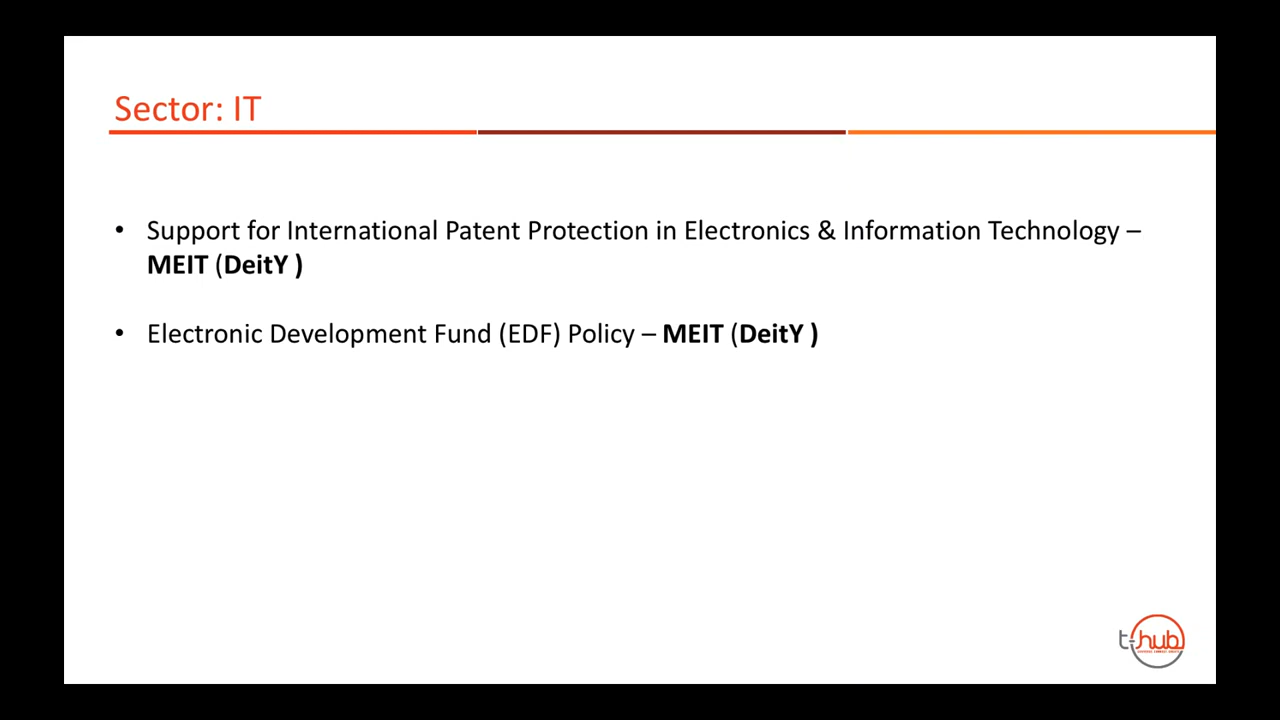 Sector: IT
• Support for International Patent Protection in Electronics & Information Technology –
MEIT (DeitY )
• Electronic Development Fund (EDF) Policy – MEIT (DeitY )
t-hub